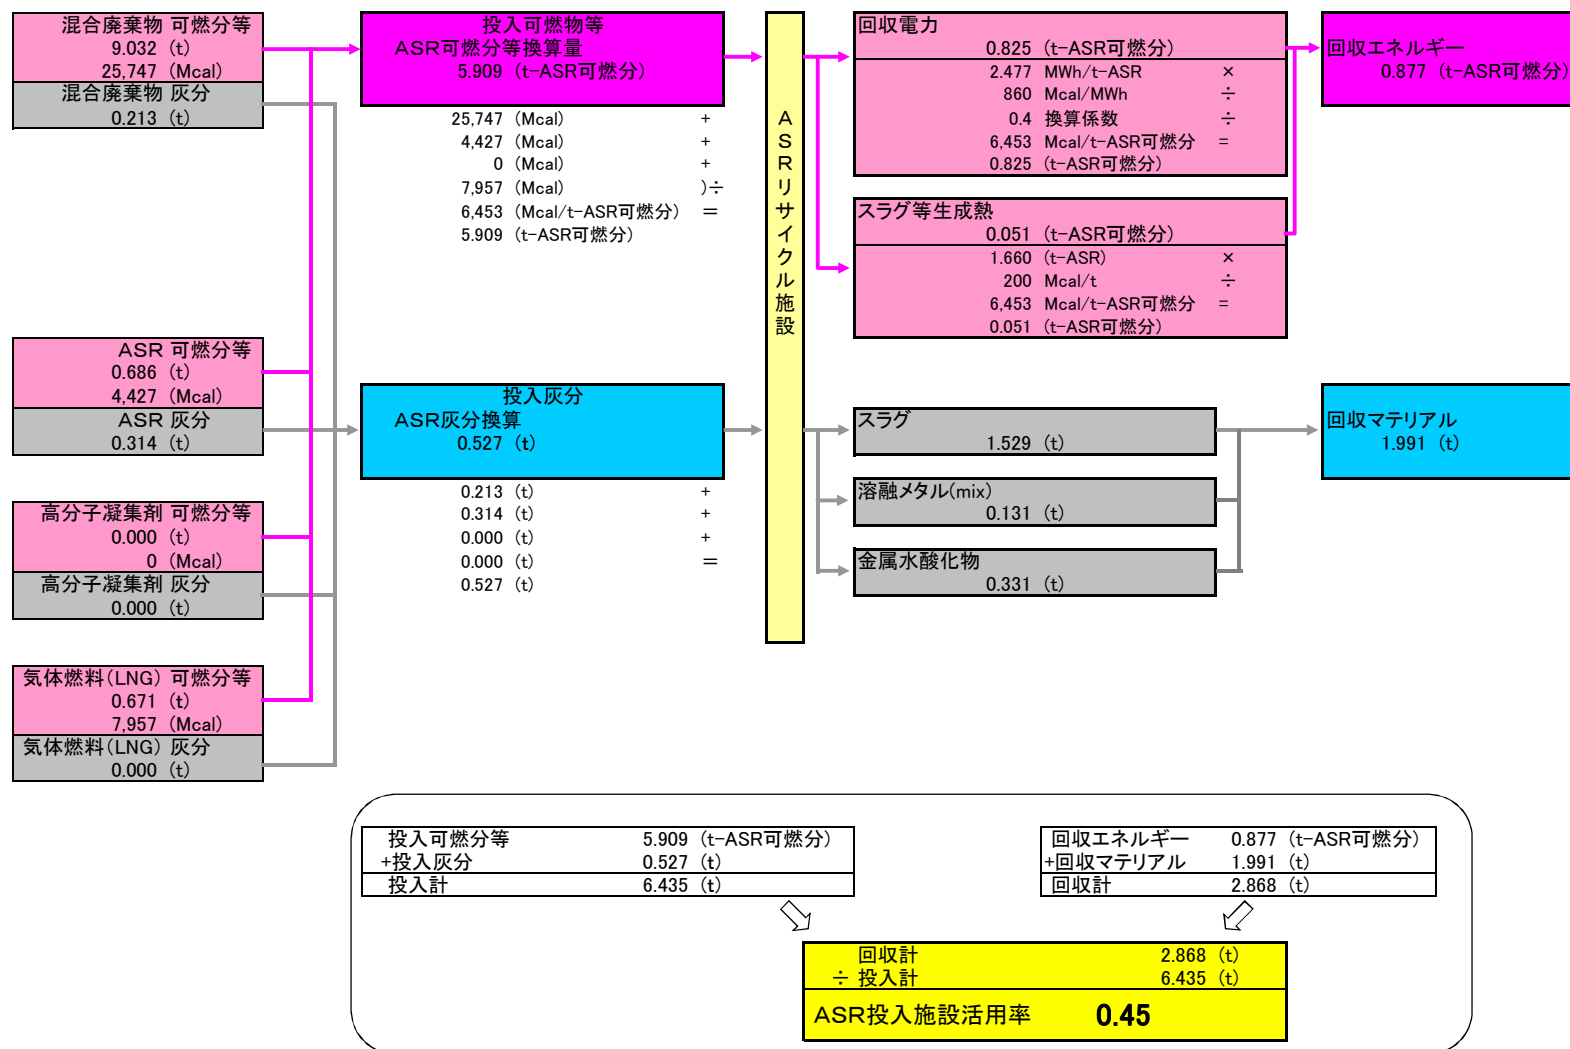 混合廃棄物 可燃分等
9.032 (t)
25,747 (Mcal)
混合廃棄物 灰分
0.213 (t)
ASR 可燃分等
0.686 (t)
4,427 (Mcal)
ASR 灰分
0.314 (t)
高分子凝集剤 可燃分等
0.000 (t)
0 (Mcal)
高分子凝集剤 灰分
0.000 (t)
気体燃料(LNG) 可燃分等
0.671 (t)
7,957 (Mcal)
気体燃料(LNG) 灰分
0.000 (t)
投入可燃物等
ASR可燃分等換算量
5.909 (t-ASR可燃分)
25,747 (Mcal) +
4,427 (Mcal) +
0 (Mcal) +
7,957 (Mcal) )÷
6,453 (Mcal/t-ASR可燃分) =
5.909 (t-ASR可燃分)
投入灰分
ASR灰分換算
0.527 (t)
0.213 (t) +
0.314 (t) +
0.000 (t) +
0.000 (t) =
0.527 (t)
ASRリサイクル施設
回収電力
0.825 (t-ASR可燃分)
2.477 MWh/t-ASR ×
860 Mcal/MWh ÷
0.4 換算係数 ÷
6,453 Mcal/t-ASR可燃分 =
0.825 (t-ASR可燃分)
スラグ等生成熱
0.051 (t-ASR可燃分)
1.660 (t-ASR) ×
200 Mcal/t ÷
6,453 Mcal/t-ASR可燃分 =
0.051 (t-ASR可燃分)
スラグ
1.529 (t)
溶融メタル(mix)
0.131 (t)
金属水酸化物
0.331 (t)
回収エネルギー
0.877 (t-ASR可燃分)
回収マテリアル
1.991 (t)
投入可燃分等 5.909 (t-ASR可燃分)
+投入灰分 0.527 (t)
投入計 6.435 (t)
回収エネルギー 0.877 (t-ASR可燃分)
+回収マテリアル 1.991 (t)
回収計 2.868 (t)
回収計 2.868 (t)
÷ 投入計 6.435 (t)
ASR投入施設活用率 0.45